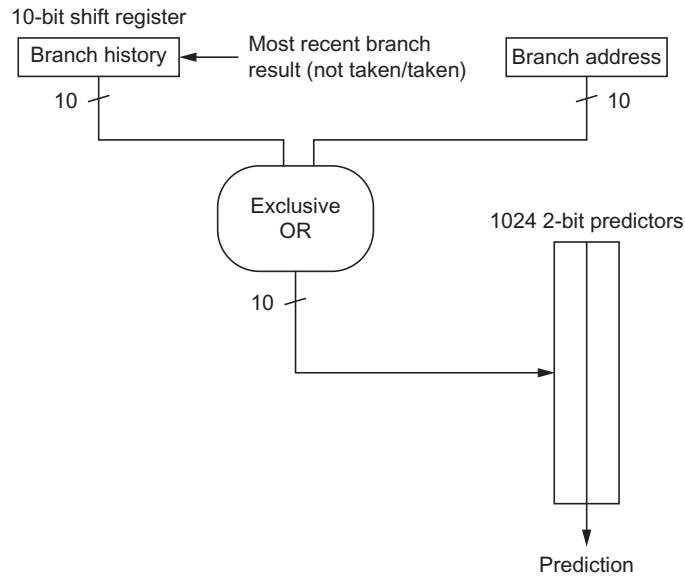 10-bit shift register
Branch history
Most recent branch
result (not taken/taken)
Branch address
10
10
Exclusive
OR
1024 2-bit predictors
10
Prediction